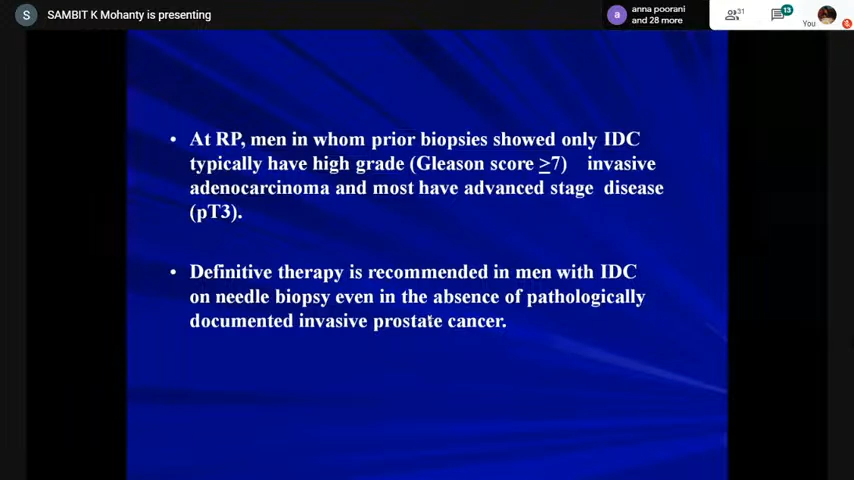 S SAMBIT K Mohanty is presenting
a anna poorani
and 28 more
31
13
You
• At RP, men in whom prior biopsies showed only IDC
typically have high grade (Gleason score ≥7) invasive
adenocarcinoma and most have advanced stage disease
(pT3).
• Definitive therapy is recommended in men with IDC
on needle biopsy even in the absence of pathologically
documented invasive prostate cancer.